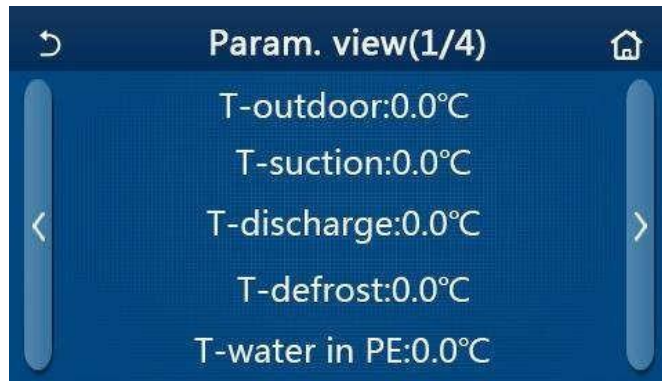 Param. view(1/4)
T-outdoor:0.0℃
T-suction:0.0℃
T-discharge:0.0℃
T-defrost:0.0℃
T-water in PE:0.0℃